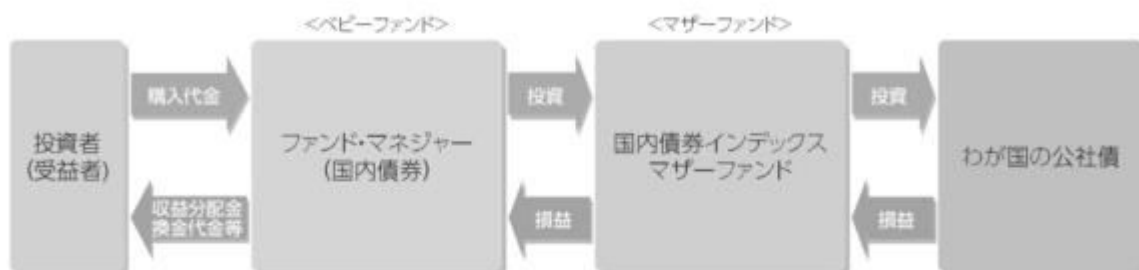 <ベビーファンド>
<マザーファンド>
投資者
(受益者)
購入代金
収益分配金
換金代金等
ファンド・マネジャー
(国内債券)
投資
損益
国内債券インデックス
マザーファンド
投資
損益
わが国の公社債